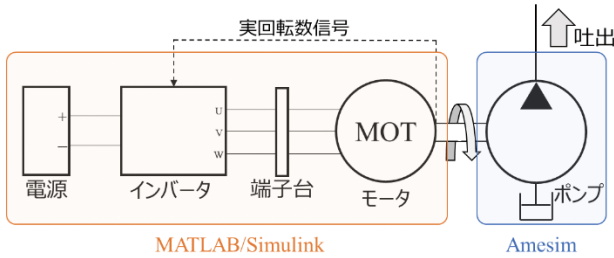 実回転数信号
吐出
+
−
U
V
W
MOT
電源
インバータ
端子台
モータ
ポンプ
MATLAB/Simulink
Amesim